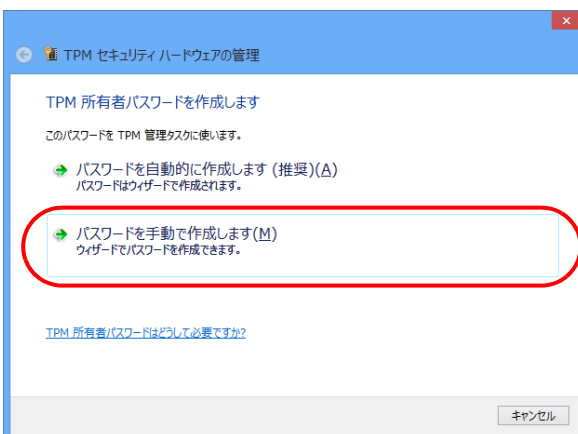 TPM セキュリティ ハードウェアの管理
TPM 所有者パスワードを作成します
このパスワードを TPM 管理タスクに使います。
パスワードを自動的に作成します (推奨)(A)
パスワードはウィザードで作成されます。
パスワードを手動で作成します(M)
ウィザードでパスワードを作成できます。
TPM 所有者パスワードはどうして必要ですか?
キャンセル